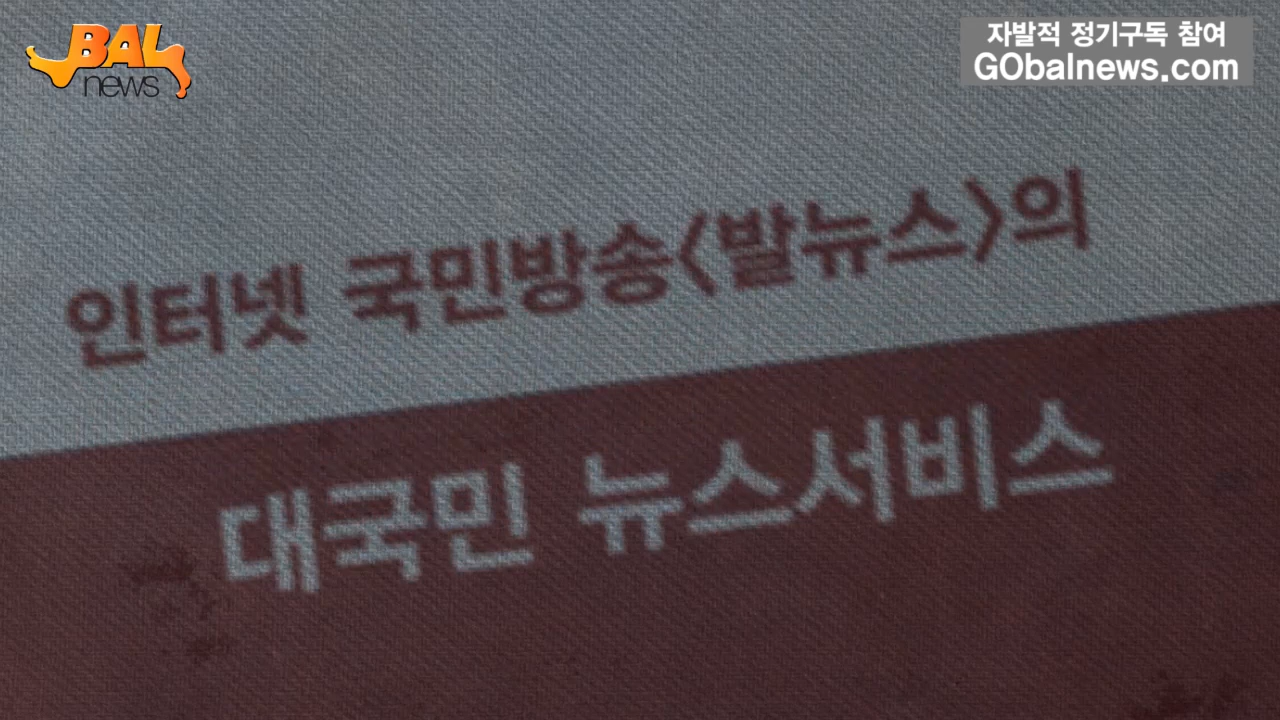 BAL
news
자발적 정기구독 참여
GObalnews.com
인터넷 국민방송<발뉴스>의
대국민 뉴스서비스